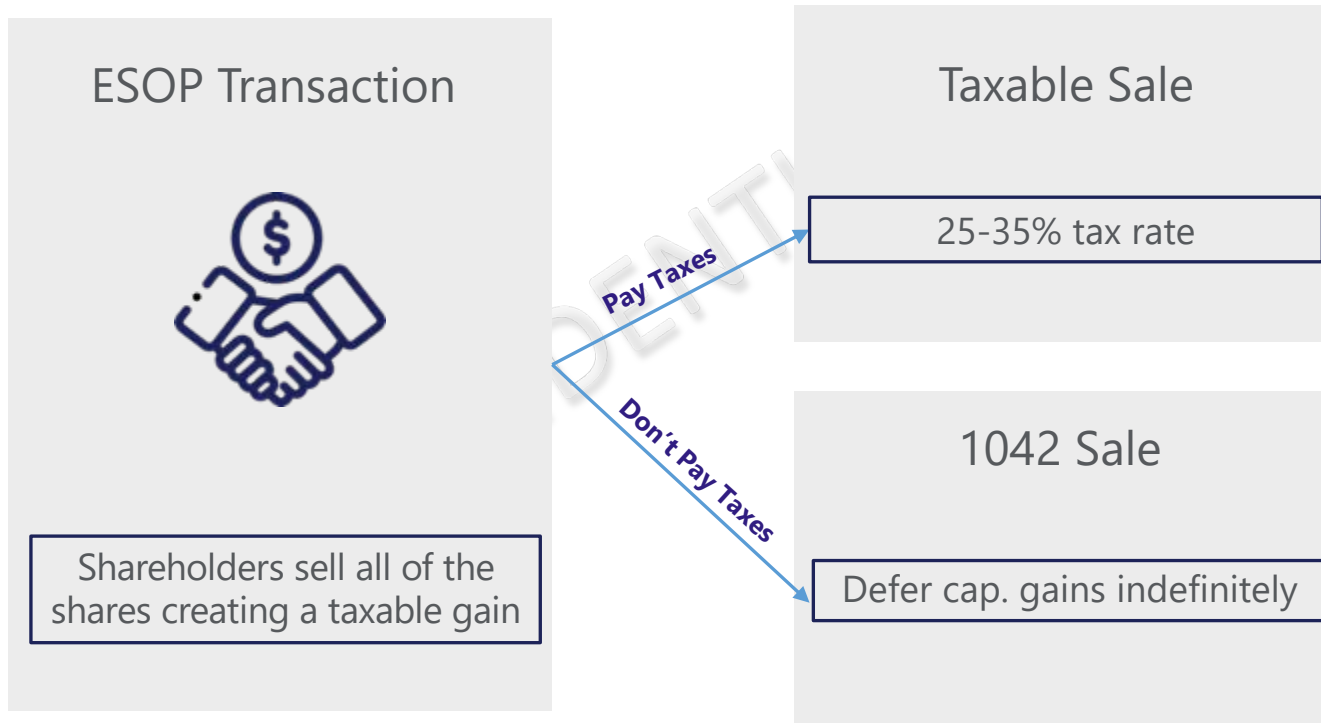 ESOP Transaction
$
Shareholders sell all of the
shares creating a taxable gain
Pay Taxes
Don't Pay Taxes
Taxable Sale
25-35% tax rate
1042 Sale
Defer cap. gains indefinitely